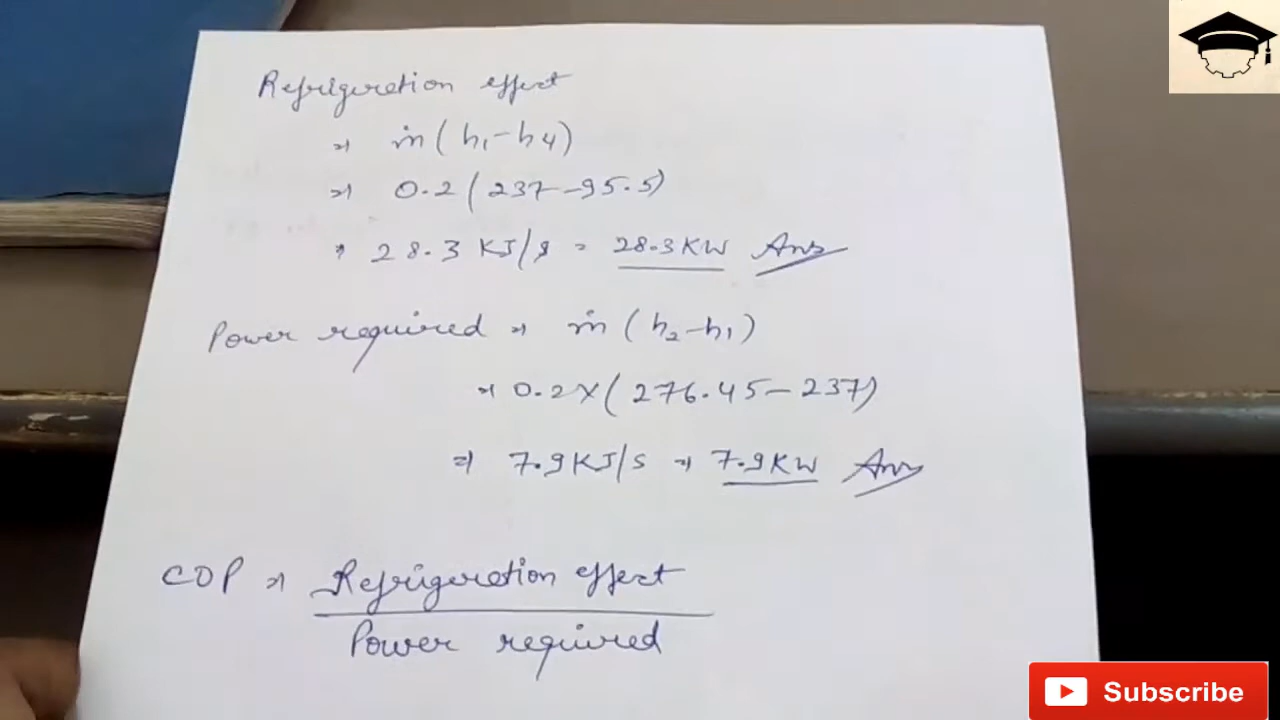 Refrigeration effect
⇒ ṁ ( h₁ - h4)
⇒ 0.2 ( 237 - 95.5)
⇒ 28.3 KJ/s = 28.3 KW Ans
Power required ⇒ ṁ ( h₂ - h₁)
⇒ 0.2 X ( 276.45 - 237)
⇒ 7.9 KJ/s ⇒ 7.9 KW Ans
COP ⇒ Refrigeration effect
Power required
Subscribe